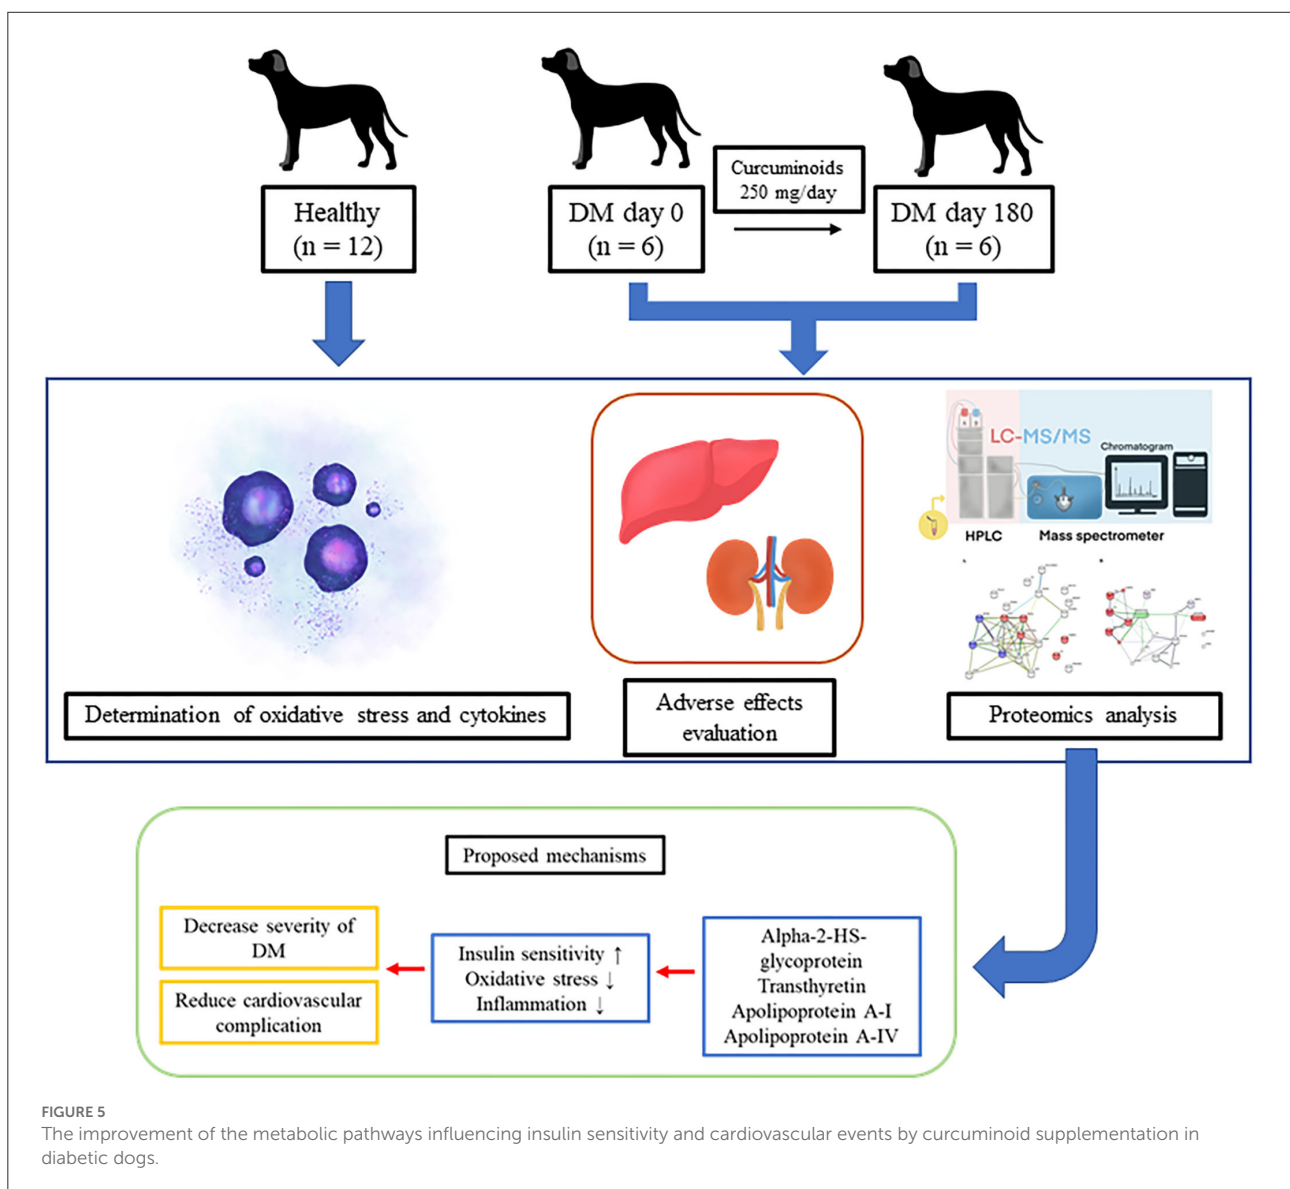 Healthy
(n = 12)
DM day 0
(n = 6)
Curcuminoids
250 mg/day
DM day 180
(n = 6)
LC-MS/MS
Chromatogram
HPLC
Mass spectrometer
Determination of oxidative stress and cytokines
Adverse effects
evaluation
Proteomics analysis
Proposed mechanisms
Decrease severity of
DM
Reduce cardiovascular
complication
Insulin sensitivity ↑
Oxidative stress ↓
Inflammation ↓
Alpha-2-HS-
glycoprotein
Transthyretin
Apolipoprotein A-I
Apolipoprotein A-IV
FIGURE 5
The improvement of the metabolic pathways influencing insulin sensitivity and cardiovascular events by curcuminoid supplementation in
diabetic dogs.